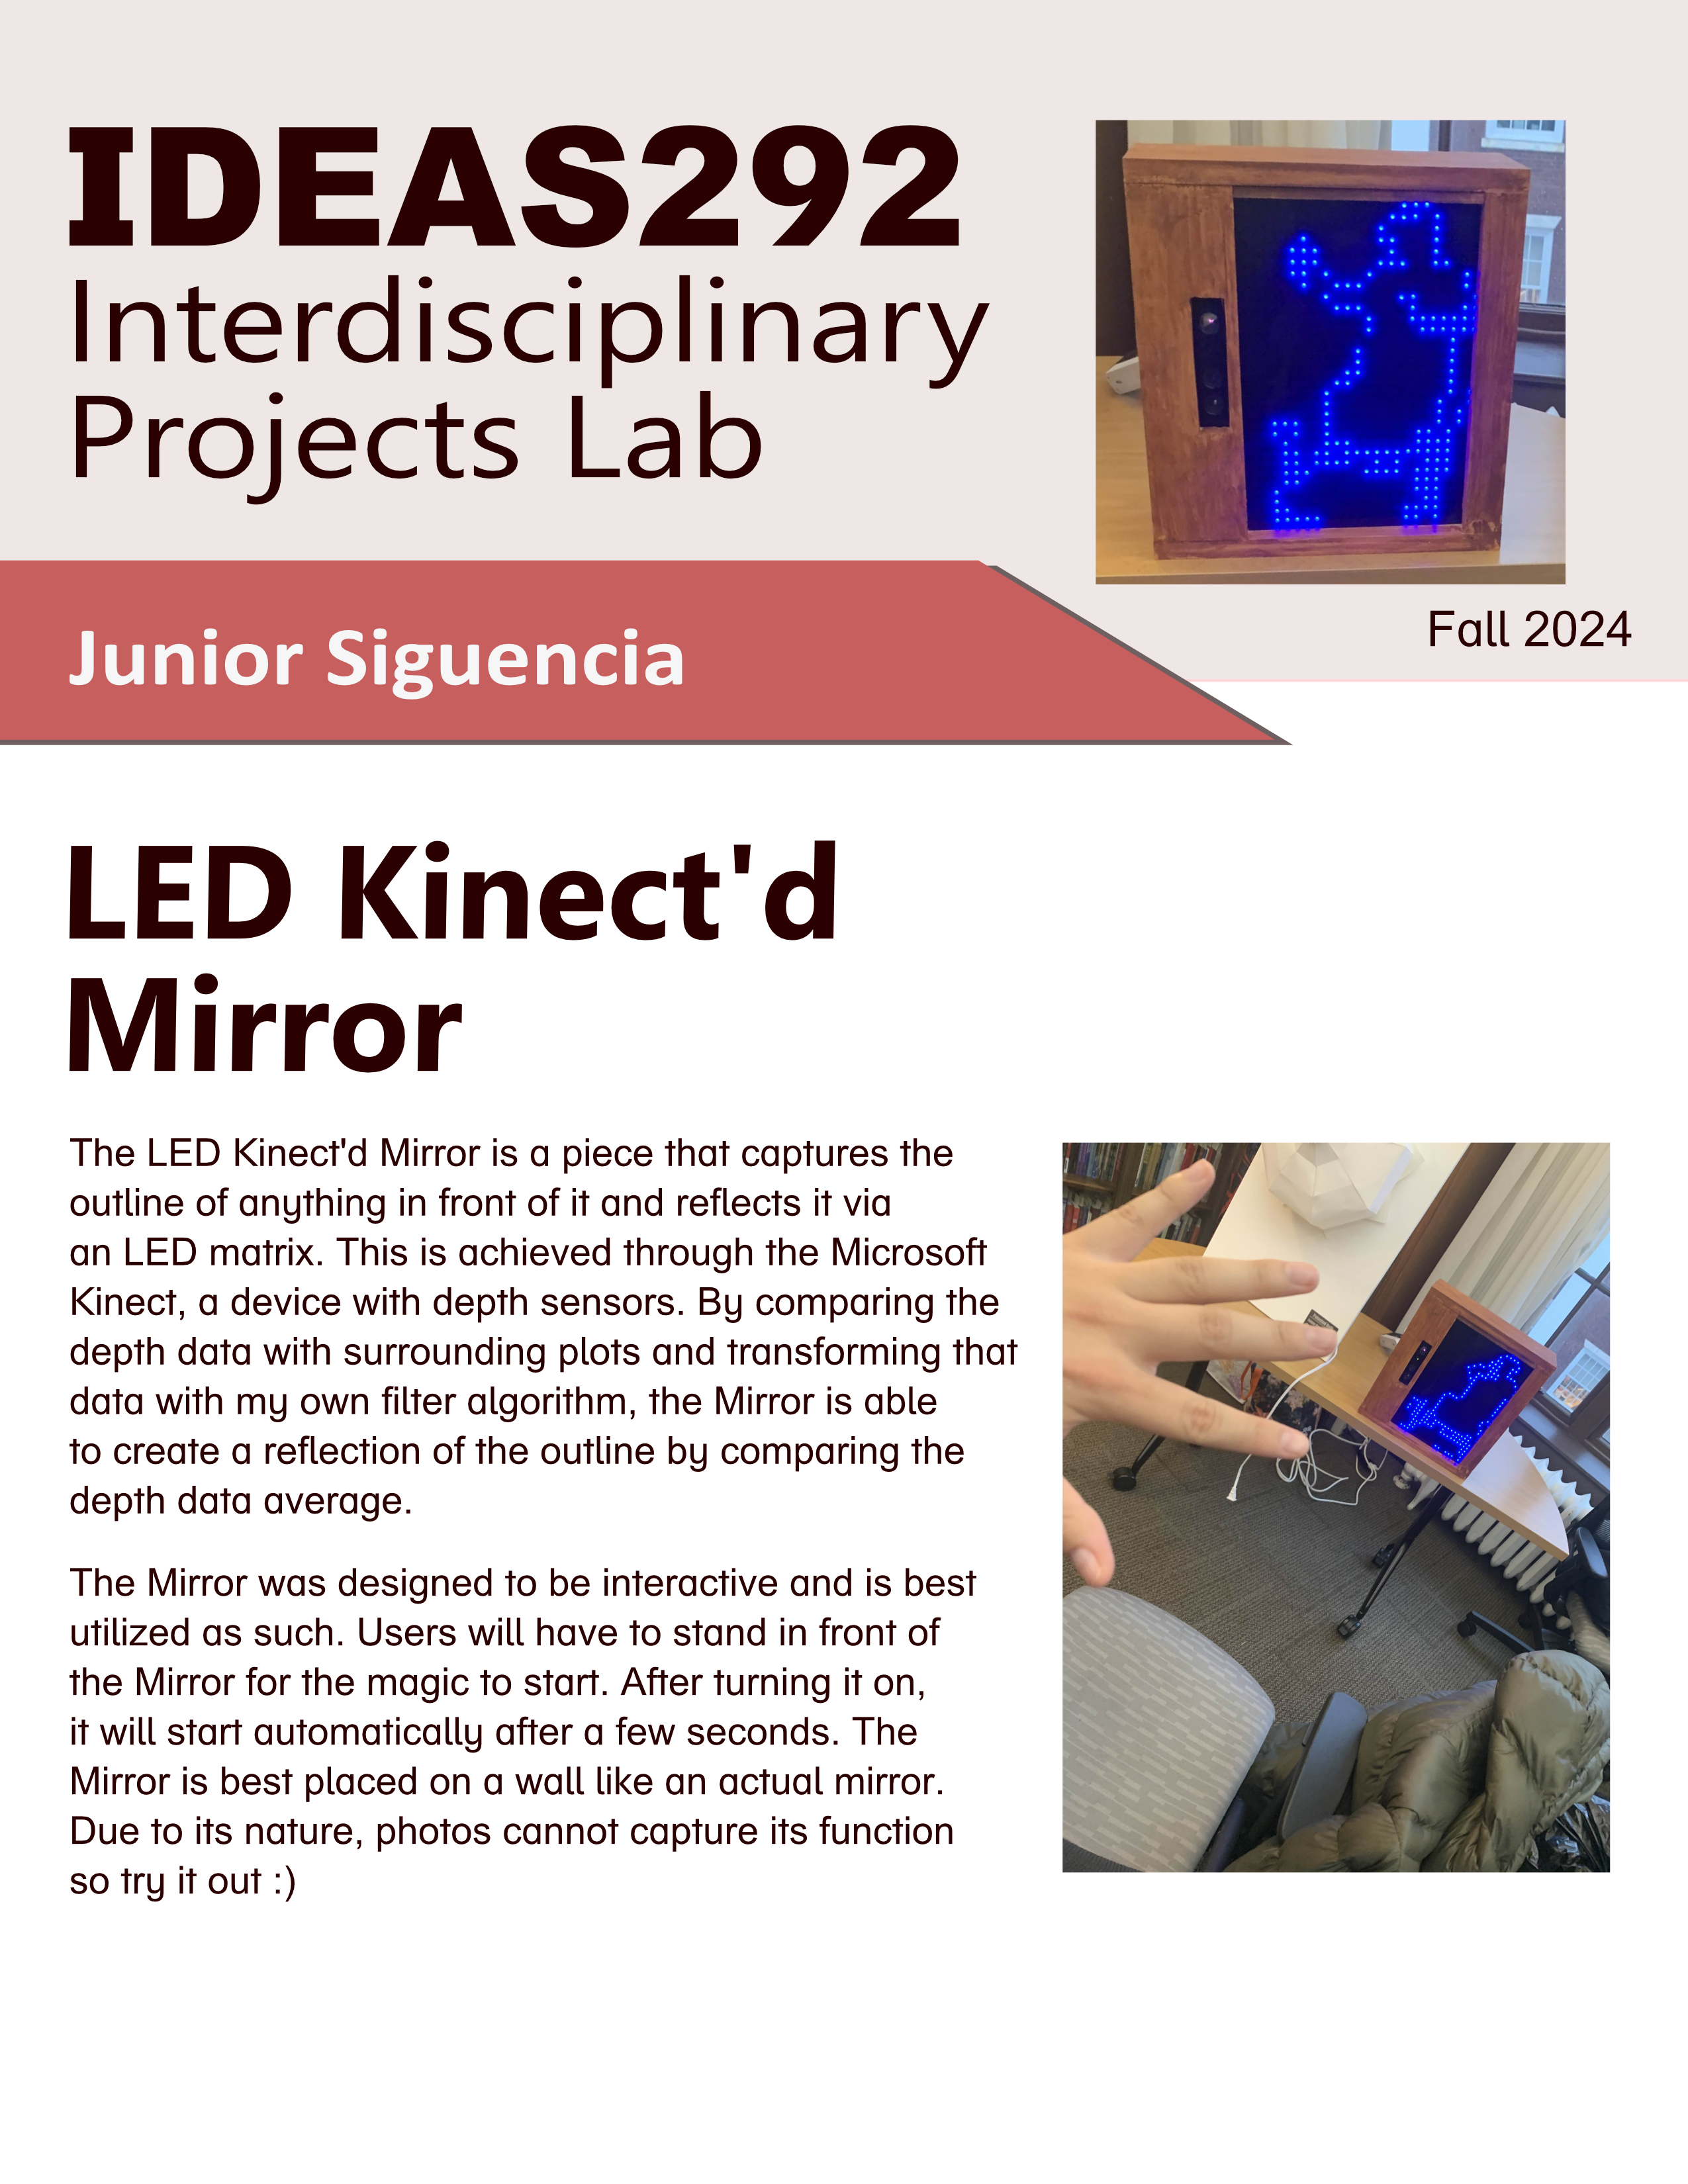 IDEAS292
Interdisciplinary
Projects Lab
Junior Siguencia
Fall 2024
LED Kinect'd
Mirror
The LED Kinect'd Mirror is a piece that captures the
outline of anything in front of it and reflects it via
an LED matrix. This is achieved through the Microsoft
Kinect, a device with depth sensors. By comparing the
depth data with surrounding plots and transforming that
data with my own filter algorithm, the Mirror is able
to create a reflection of the outline by comparing the
depth data average.
The Mirror was designed to be interactive and is best
utilized as such. Users will have to stand in front of
the Mirror for the magic to start. After turning it on,
it will start automatically after a few seconds. The
Mirror is best placed on a wall like an actual mirror.
Due to its nature, photos cannot capture its function
so try it out :)